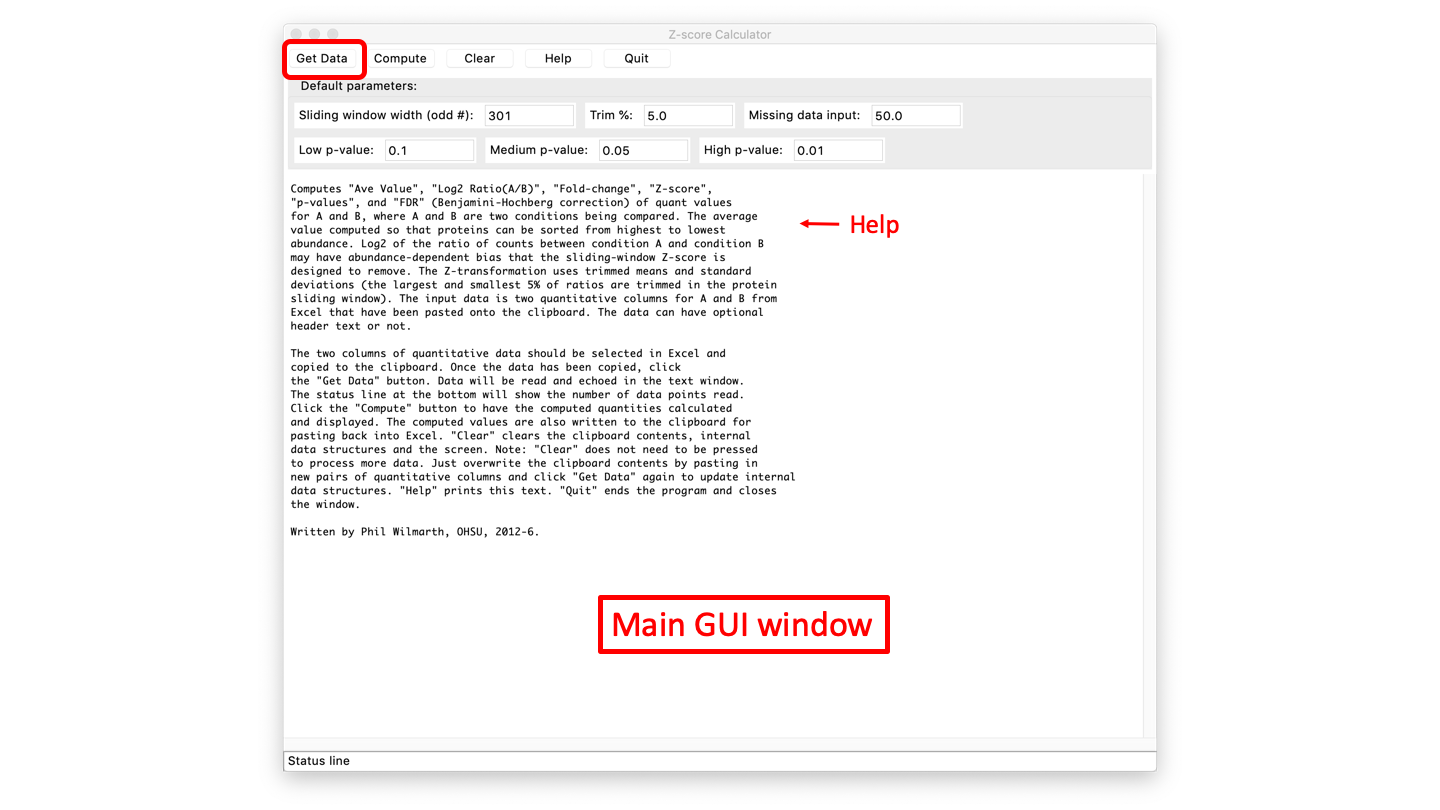 Z-score Calculator
Get Data Compute Clear Help Quit
Default parameters:
Sliding window width (odd #): 301 Trim %: 5.0 Missing data input: 50.0
Low p-value: 0.1 Medium p-value: 0.05 High p-value: 0.01
Computes "Ave Value", "Log2 Ratio(A/B)", "Fold-change", "Z-score",
"p-values", and "FDR" (Benjamini-Hochberg correction) of quant values
for A and B, where A and B are two conditions being compared. The average
value computed so that proteins can be sorted from highest to lowest
abundance. Log2 of the ratio of counts between condition A and condition B
may have abundance-dependent bias that the sliding-window Z-score is
designed to remove. The Z-transformation uses trimmed means and standard
deviations (the largest and smallest 5% of ratios are trimmed in the protein
sliding window). The input data is two quantitative columns for A and B from
Excel that have been pasted onto the clipboard. The data can have optional
header text or not.
Help
The two columns of quantitative data should be selected in Excel and
copied to the clipboard. Once the data has been copied, click
the "Get Data" button. Data will be read and echoed in the text window.
The status line at the bottom will show the number of data points read.
Click the "Compute" button to have the computed quantities calculated
and displayed. The computed values are also written to the clipboard for
pasting back into Excel. "Clear" clears the clipboard contents, internal
data structures and the screen. Note: "Clear" does not need to be pressed
to process more data. Just overwrite the clipboard contents by pasting in
new pairs of quantitative columns and click "Get Data" again to update internal
data structures. "Help" prints this text. "Quit" ends the program and closes
the window.
Written by Phil Wilmarth, OHSU, 2012-6.
Main GUI window
Status line